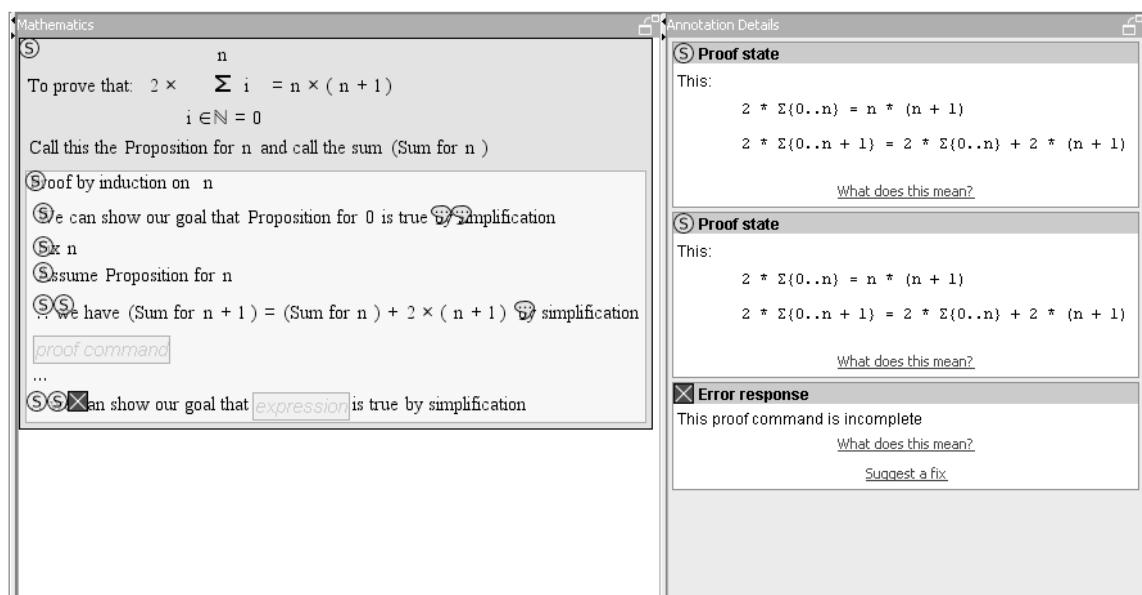 Mathematics
S
n
To prove that: 2 × Σ i = n × ( n + 1 )
i ∈ ℕ = 0
Call this the Proposition for n and call the sum (Sum for n )
S roof by induction on n
S e can show our goal that Proposition for 0 is true by simplification
S x n
S ssume Proposition for n
S S we have (Sum for n + 1 ) = (Sum for n ) + 2 × ( n + 1 ) by simplification
proof command
...
S S an show our goal that expression is true by simplification
Annotation Details
S Proof state
This:
2 * Σ{0..n} = n * (n + 1)
2 * Σ{0..n + 1} = 2 * Σ{0..n} + 2 * (n + 1)
What does this mean?
S Proof state
This:
2 * Σ{0..n} = n * (n + 1)
2 * Σ{0..n + 1} = 2 * Σ{0..n} + 2 * (n + 1)
What does this mean?
Error response
This proof command is incomplete
What does this mean?
Suggest a fix